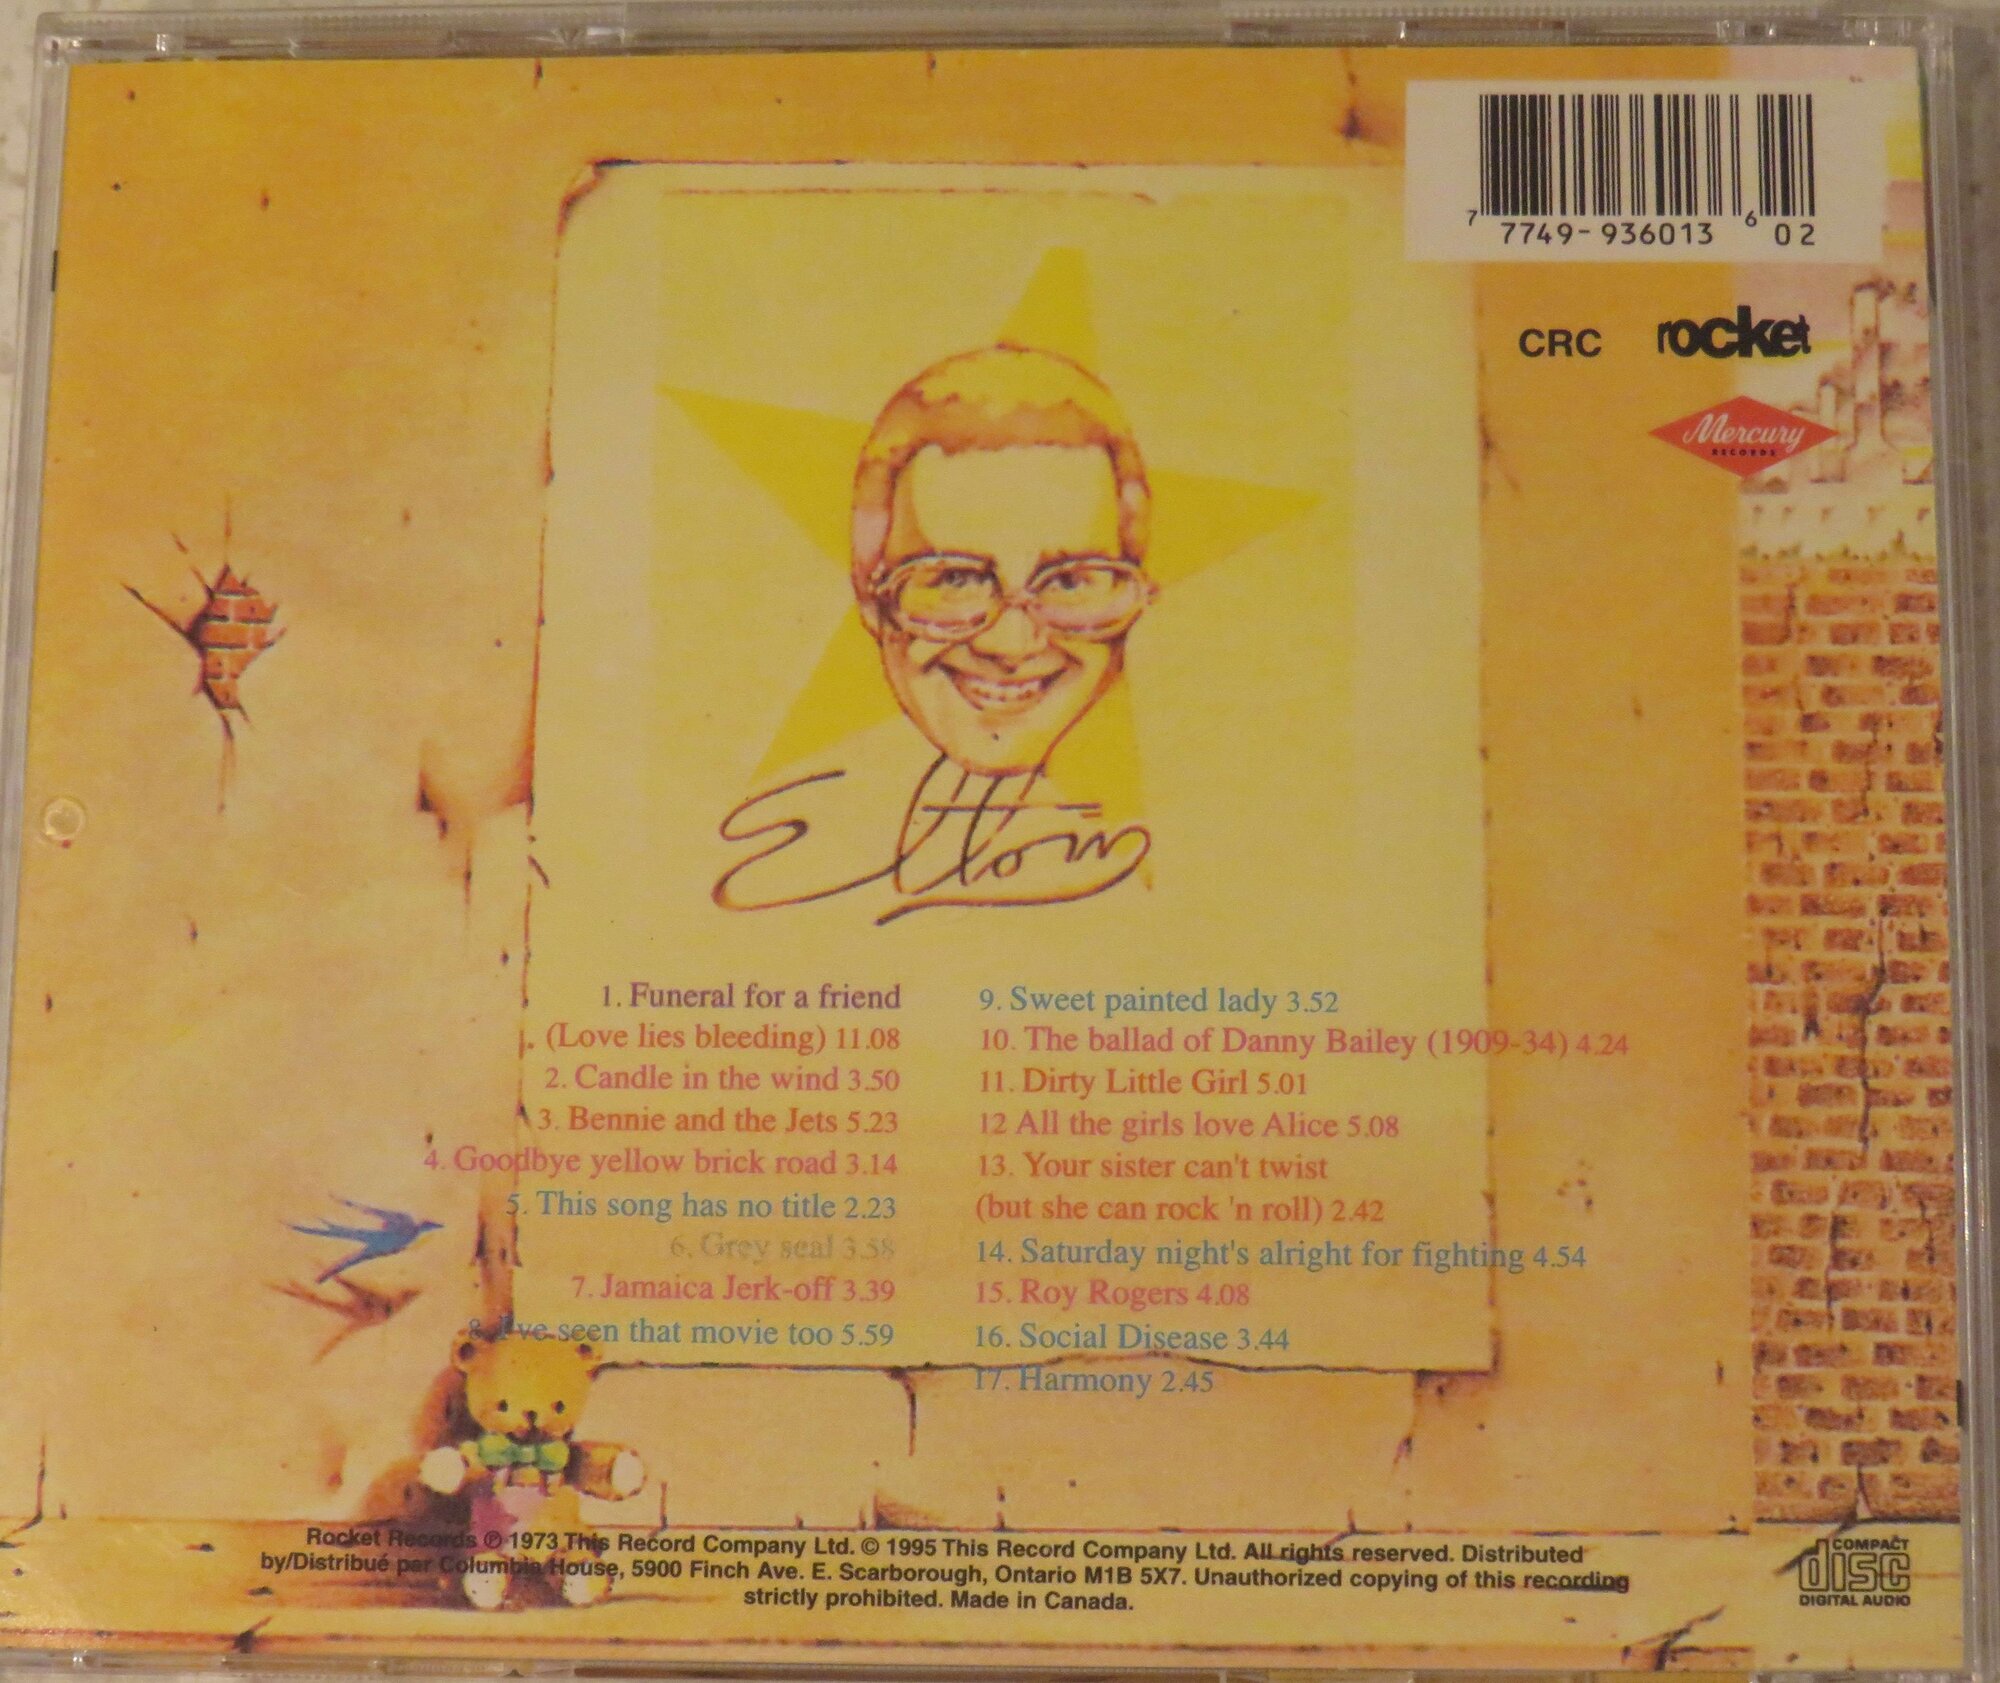 7 7749-936013 6 02
CRC rocket
Mercury
RECORDS
Elton
1. Funeral for a friend
(Love lies bleeding) 11.08
2. Candle in the wind 3.50
3. Bennie and the Jets 5.23
4. Goodbye yellow brick road 3.14
5. This song has no title 2.23
6. Grey seal 3.58
7. Jamaica Jerk-off 3.39
8. I've seen that movie too 5.59
9. Sweet painted lady 3.52
10. The ballad of Danny Bailey (1909-34) 4.24
11. Dirty Little Girl 5.01
12 All the girls love Alice 5.08
13. Your sister can't twist
(but she can rock 'n roll) 2.42
14. Saturday night's alright for fighting 4.54
15. Roy Rogers 4.08
16. Social Disease 3.44
17. Harmony 2.45
Rocket Records ℗ 1973 This Record Company Ltd. © 1995 This Record Company Ltd. All rights reserved. Distributed
by/Distribué par Columbia House, 5900 Finch Ave. E. Scarborough, Ontario M1B 5X7. Unauthorized copying of this recording
strictly prohibited. Made in Canada.
COMPACT
disc
DIGITAL AUDIO